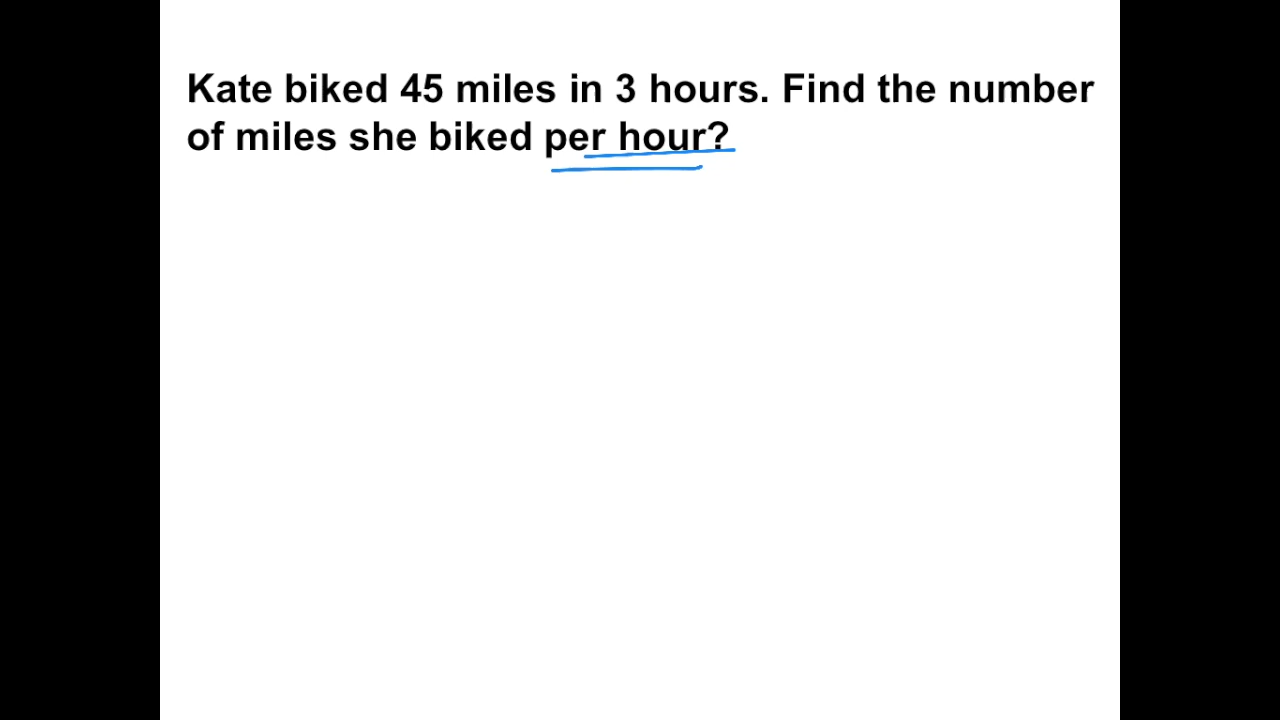 Kate biked 45 miles in 3 hours. Find the number
of miles she biked per hour?